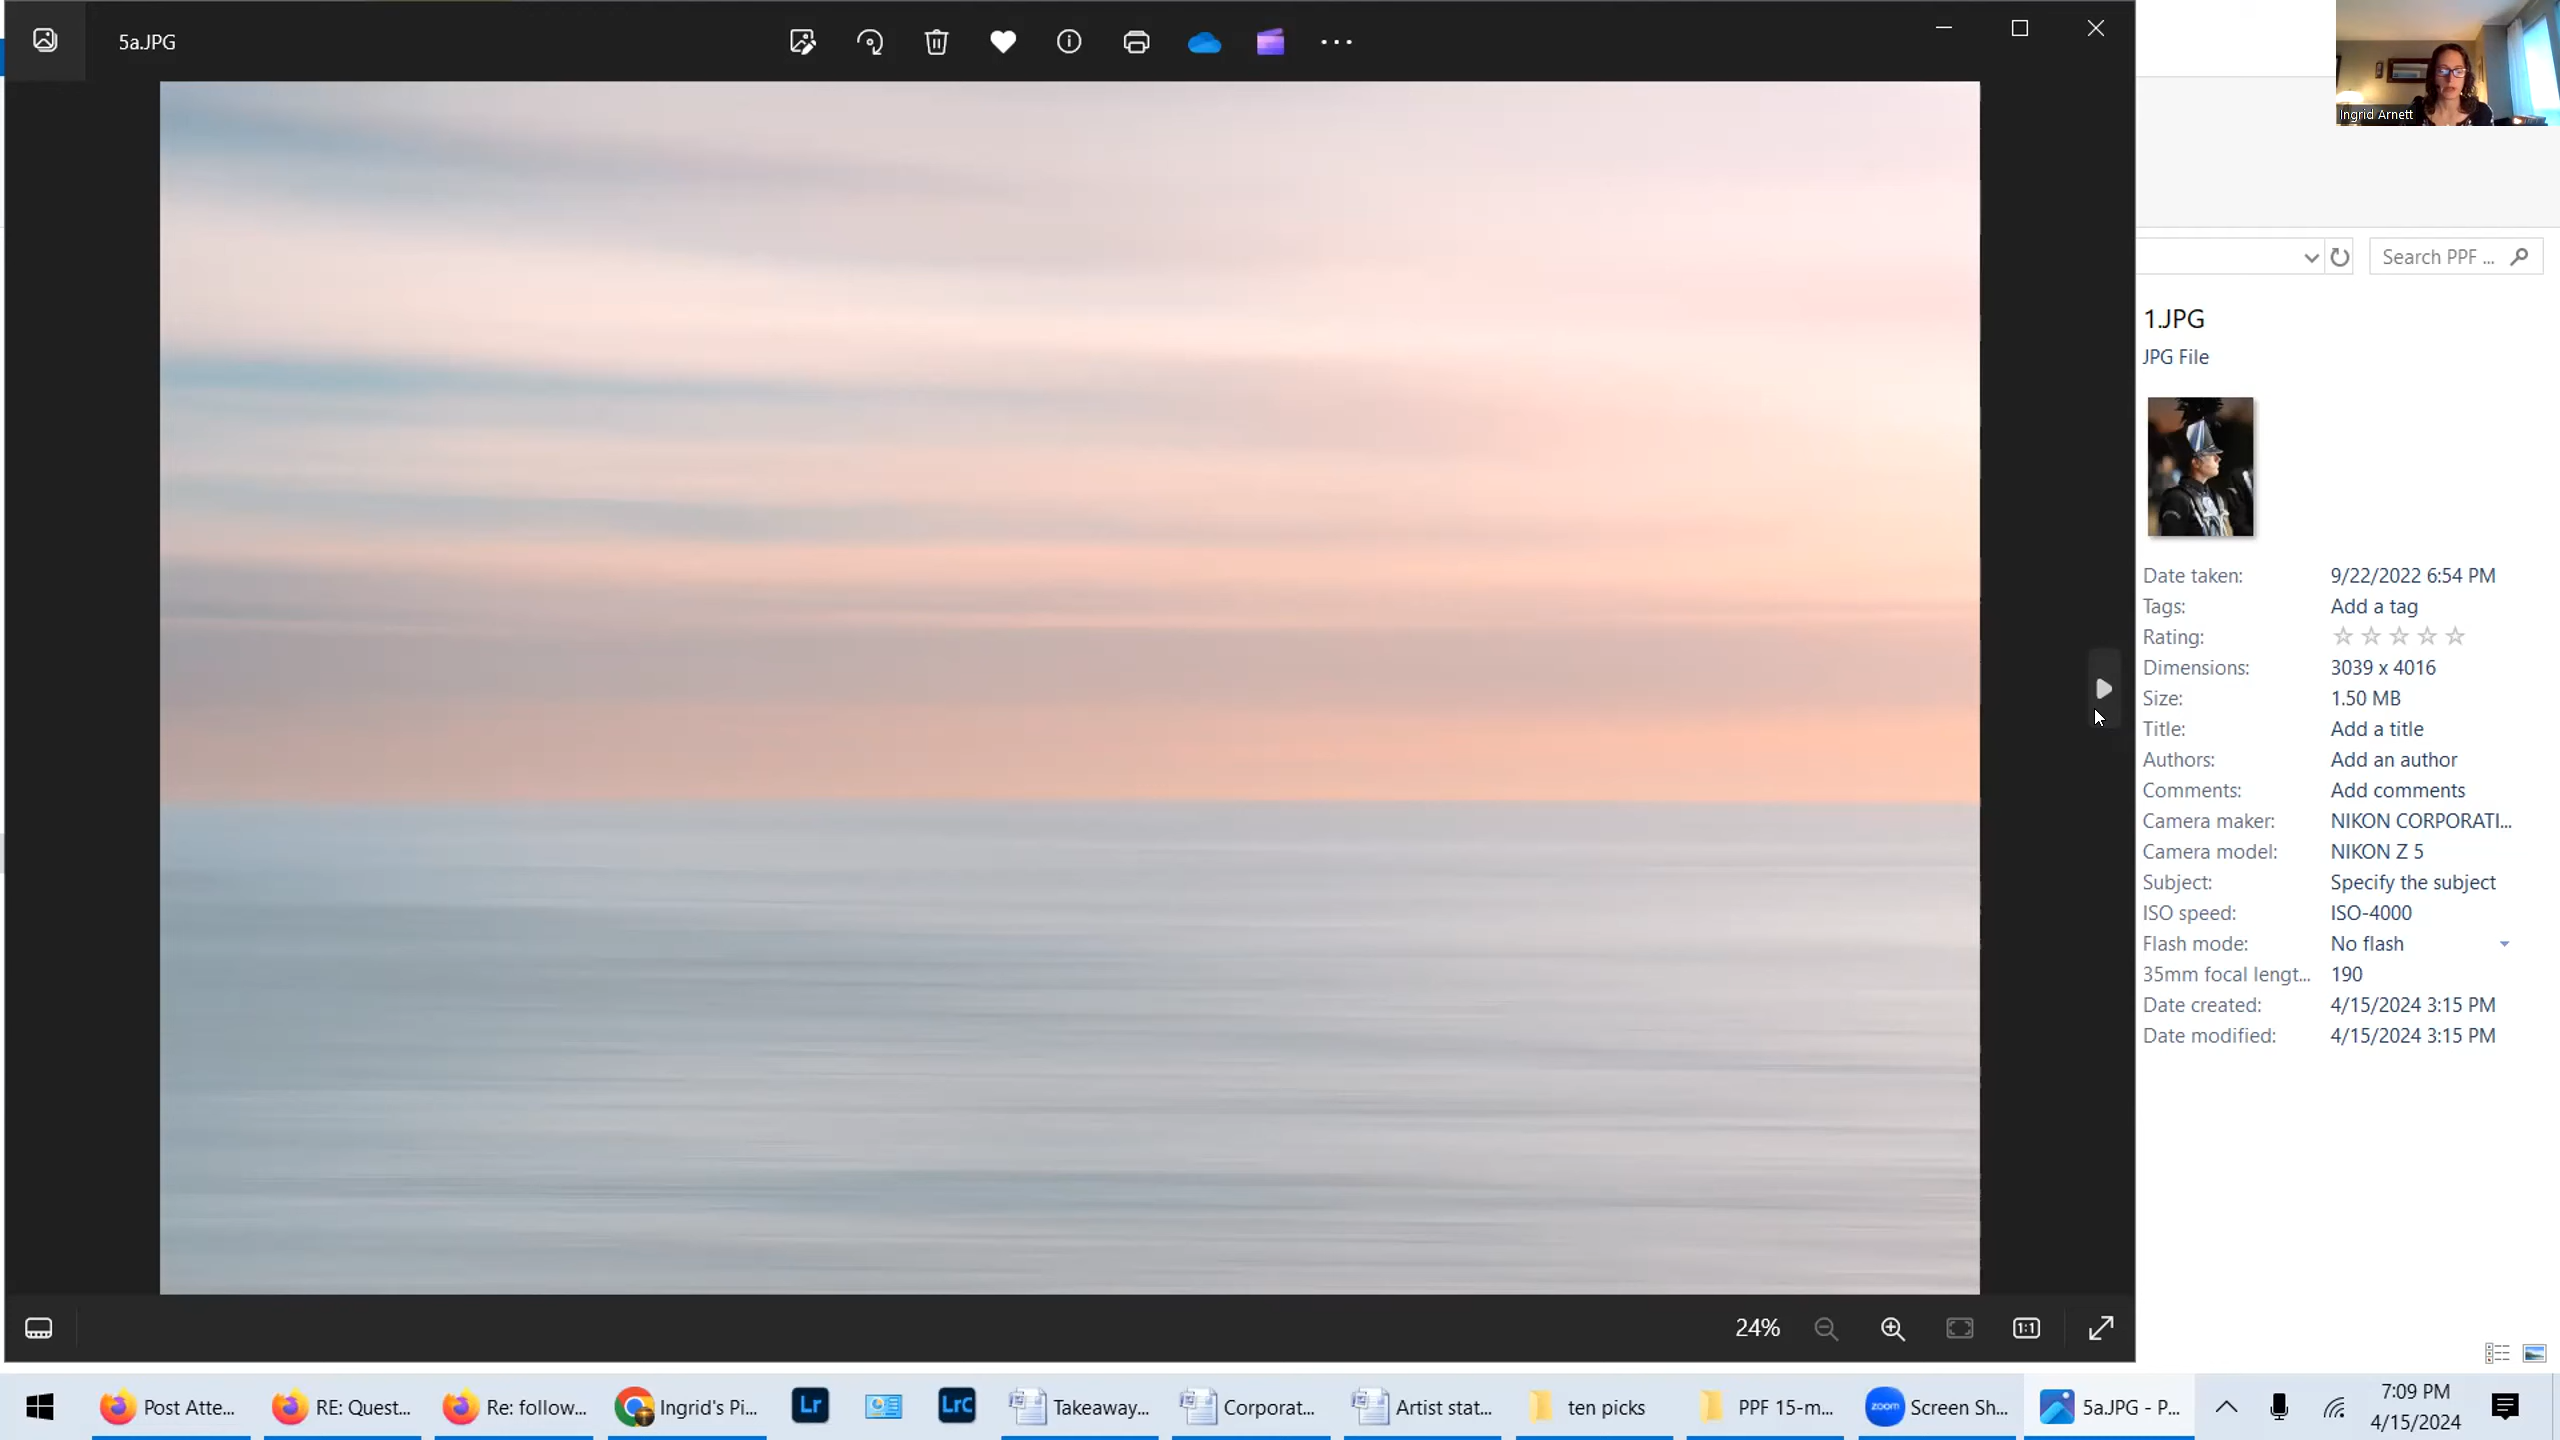 5a.JPG
Ingrid Arnett
Search PPF ...
1.JPG
JPG File
Date taken: 9/22/2022 6:54 PM
Tags: Add a tag
Rating:
Dimensions: 3039 x 4016
Size: 1.50 MB
Title: Add a title
Authors: Add an author
Comments: Add comments
Camera maker: NIKON CORPORATI...
Camera model: NIKON Z 5
Subject: Specify the subject
ISO speed: ISO-4000
Flash mode: No flash
35mm focal lengt... 190
Date created: 4/15/2024 3:15 PM
Date modified: 4/15/2024 3:15 PM
24% 1:1
Post Atte... RE: Quest... Re: follow... Ingrid's Pi... Lr LrC Takeaway... Corporat... Artist stat... ten picks PPF 15-m... zoom Screen Sh... 5a.JPG - P... 7:09 PM
4/15/2024